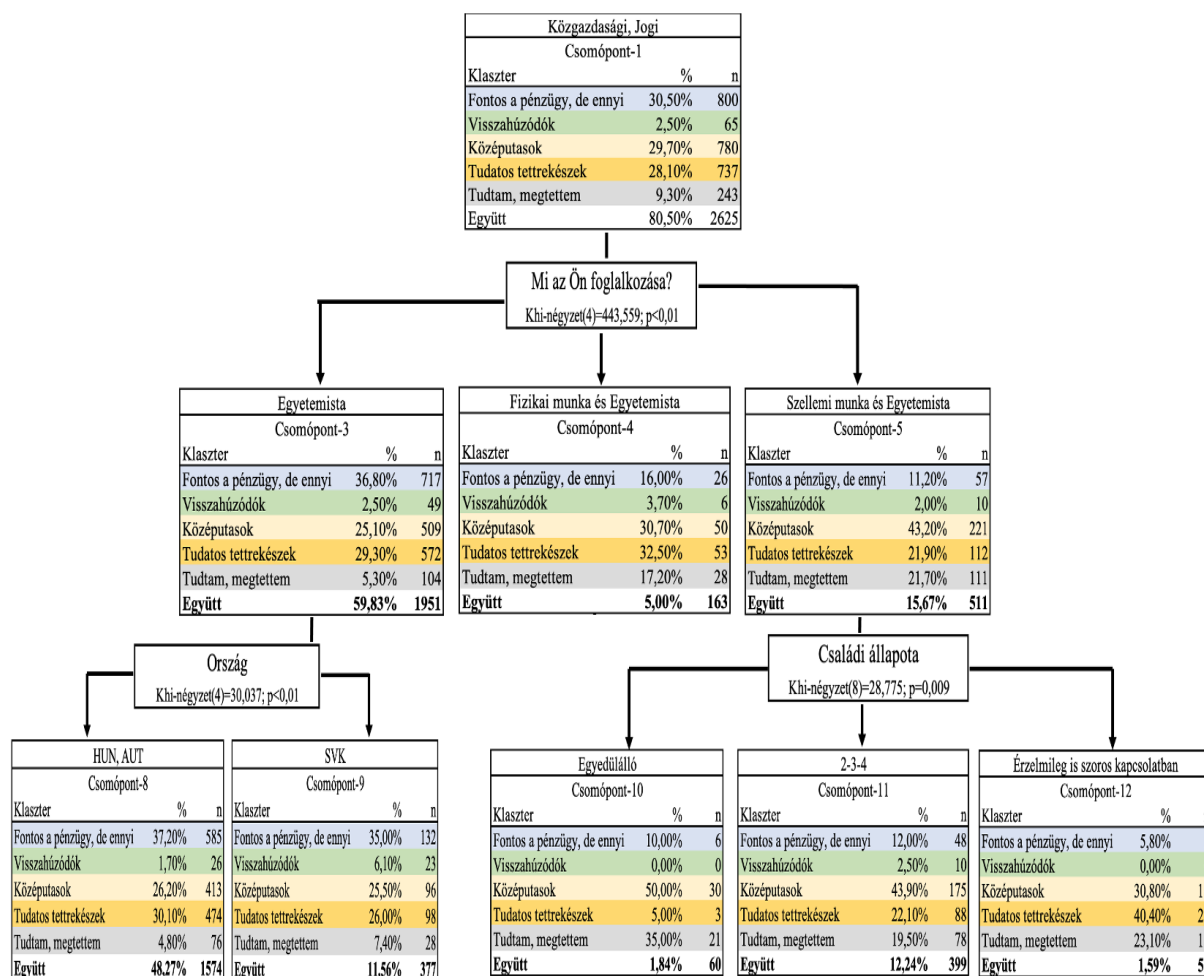 Közgazdasági, Jogi
Csomópont-1
Klaszter % n
Fontos a pénzügy, de ennyi 30,50% 800
Visszahúzódók 2,50% 65
Középutasok 29,70% 780
Tudatos tettrekészek 28,10% 737
Tudtam, megtettem 9,30% 243
Együtt 80,50% 2625
Mi az Ön foglalkozása?
Khi-négyzet(4)=443,559; p<0,01
Egyetemista
Csomópont-3
Klaszter % n
Fontos a pénzügy, de ennyi 36,80% 717
Visszahúzódók 2,50% 49
Középutasok 25,10% 509
Tudatos tettrekészek 29,30% 572
Tudtam, megtettem 5,30% 104
Együtt 59,83% 1951
Fizikai munka és Egyetemista
Csomópont-4
Klaszter % n
Fontos a pénzügy, de ennyi 16,00% 26
Visszahúzódók 3,70% 6
Középutasok 30,70% 50
Tudatos tettrekészek 32,50% 53
Tudtam, megtettem 17,20% 28
Együtt 5,00% 163
Szellemi munka és Egyetemista
Csomópont-5
Klaszter % n
Fontos a pénzügy, de ennyi 11,20% 57
Visszahúzódók 2,00% 10
Középutasok 43,20% 221
Tudatos tettrekészek 21,90% 112
Tudtam, megtettem 21,70% 111
Együtt 15,67% 511
Ország
Khi-négyzet(4)=30,037; p<0,01
Családi állapota
Khi-négyzet(8)=28,775; p=0,009
HUN, AUT
Csomópont-8
Klaszter % n
Fontos a pénzügy, de ennyi 37,20% 585
Visszahúzódók 1,70% 26
Középutasok 26,20% 413
Tudatos tettrekészek 30,10% 474
Tudtam, megtettem 4,80% 76
Együtt 48,27% 1574
SVK
Csomópont-9
Klaszter % n
Fontos a pénzügy, de ennyi 35,00% 132
Visszahúzódók 6,10% 23
Középutasok 25,50% 96
Tudatos tettrekészek 26,00% 98
Tudtam, megtettem 7,40% 28
Együtt 11,56% 377
Egyedülálló
Csomópont-10
Klaszter % n
Fontos a pénzügy, de ennyi 10,00% 6
Visszahúzódók 0,00% 0
Középutasok 50,00% 30
Tudatos tettrekészek 5,00% 3
Tudtam, megtettem 35,00% 21
Együtt 1,84% 60
2-3-4
Csomópont-11
Klaszter % n
Fontos a pénzügy, de ennyi 12,00% 48
Visszahúzódók 2,50% 10
Középutasok 43,90% 175
Tudatos tettrekészek 22,10% 88
Tudtam, megtettem 19,50% 78
Együtt 12,24% 399
Érzelmileg is szoros kapcsolatban
Csomópont-12
Klaszter %
Fontos a pénzügy, de ennyi 5,80%
Visszahúzódók 0,00%
Középutasok 30,80%
Tudatos tettrekészek 40,40%
Tudtam, megtettem 23,10%
Együtt 1,59%